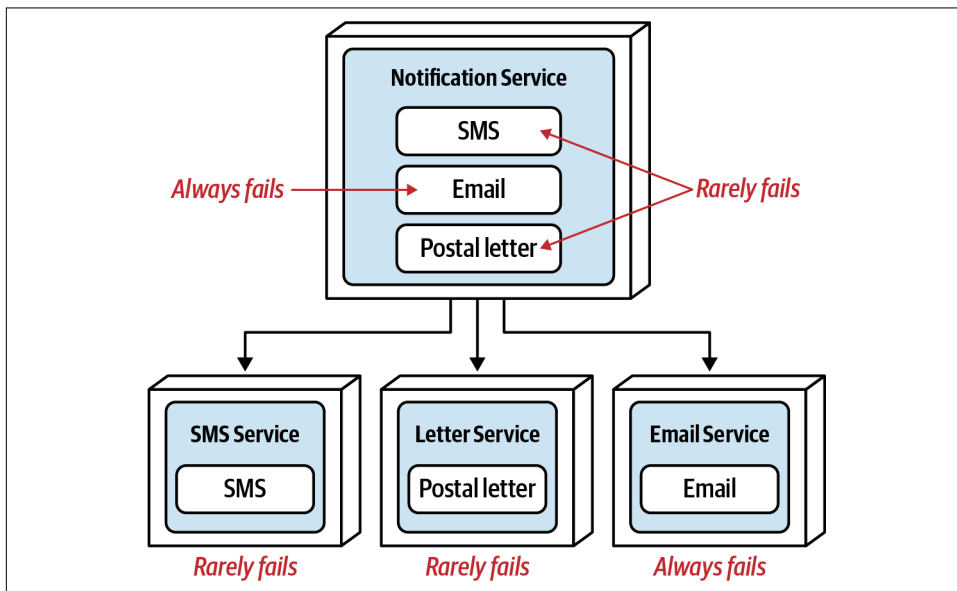 Notification Service
SMS
Always fails
Email
Rarely fails
Postal letter
SMS Service
Letter Service
Email Service
SMS
Postal letter
Email
Rarely fails
Rarely fails
Always fails